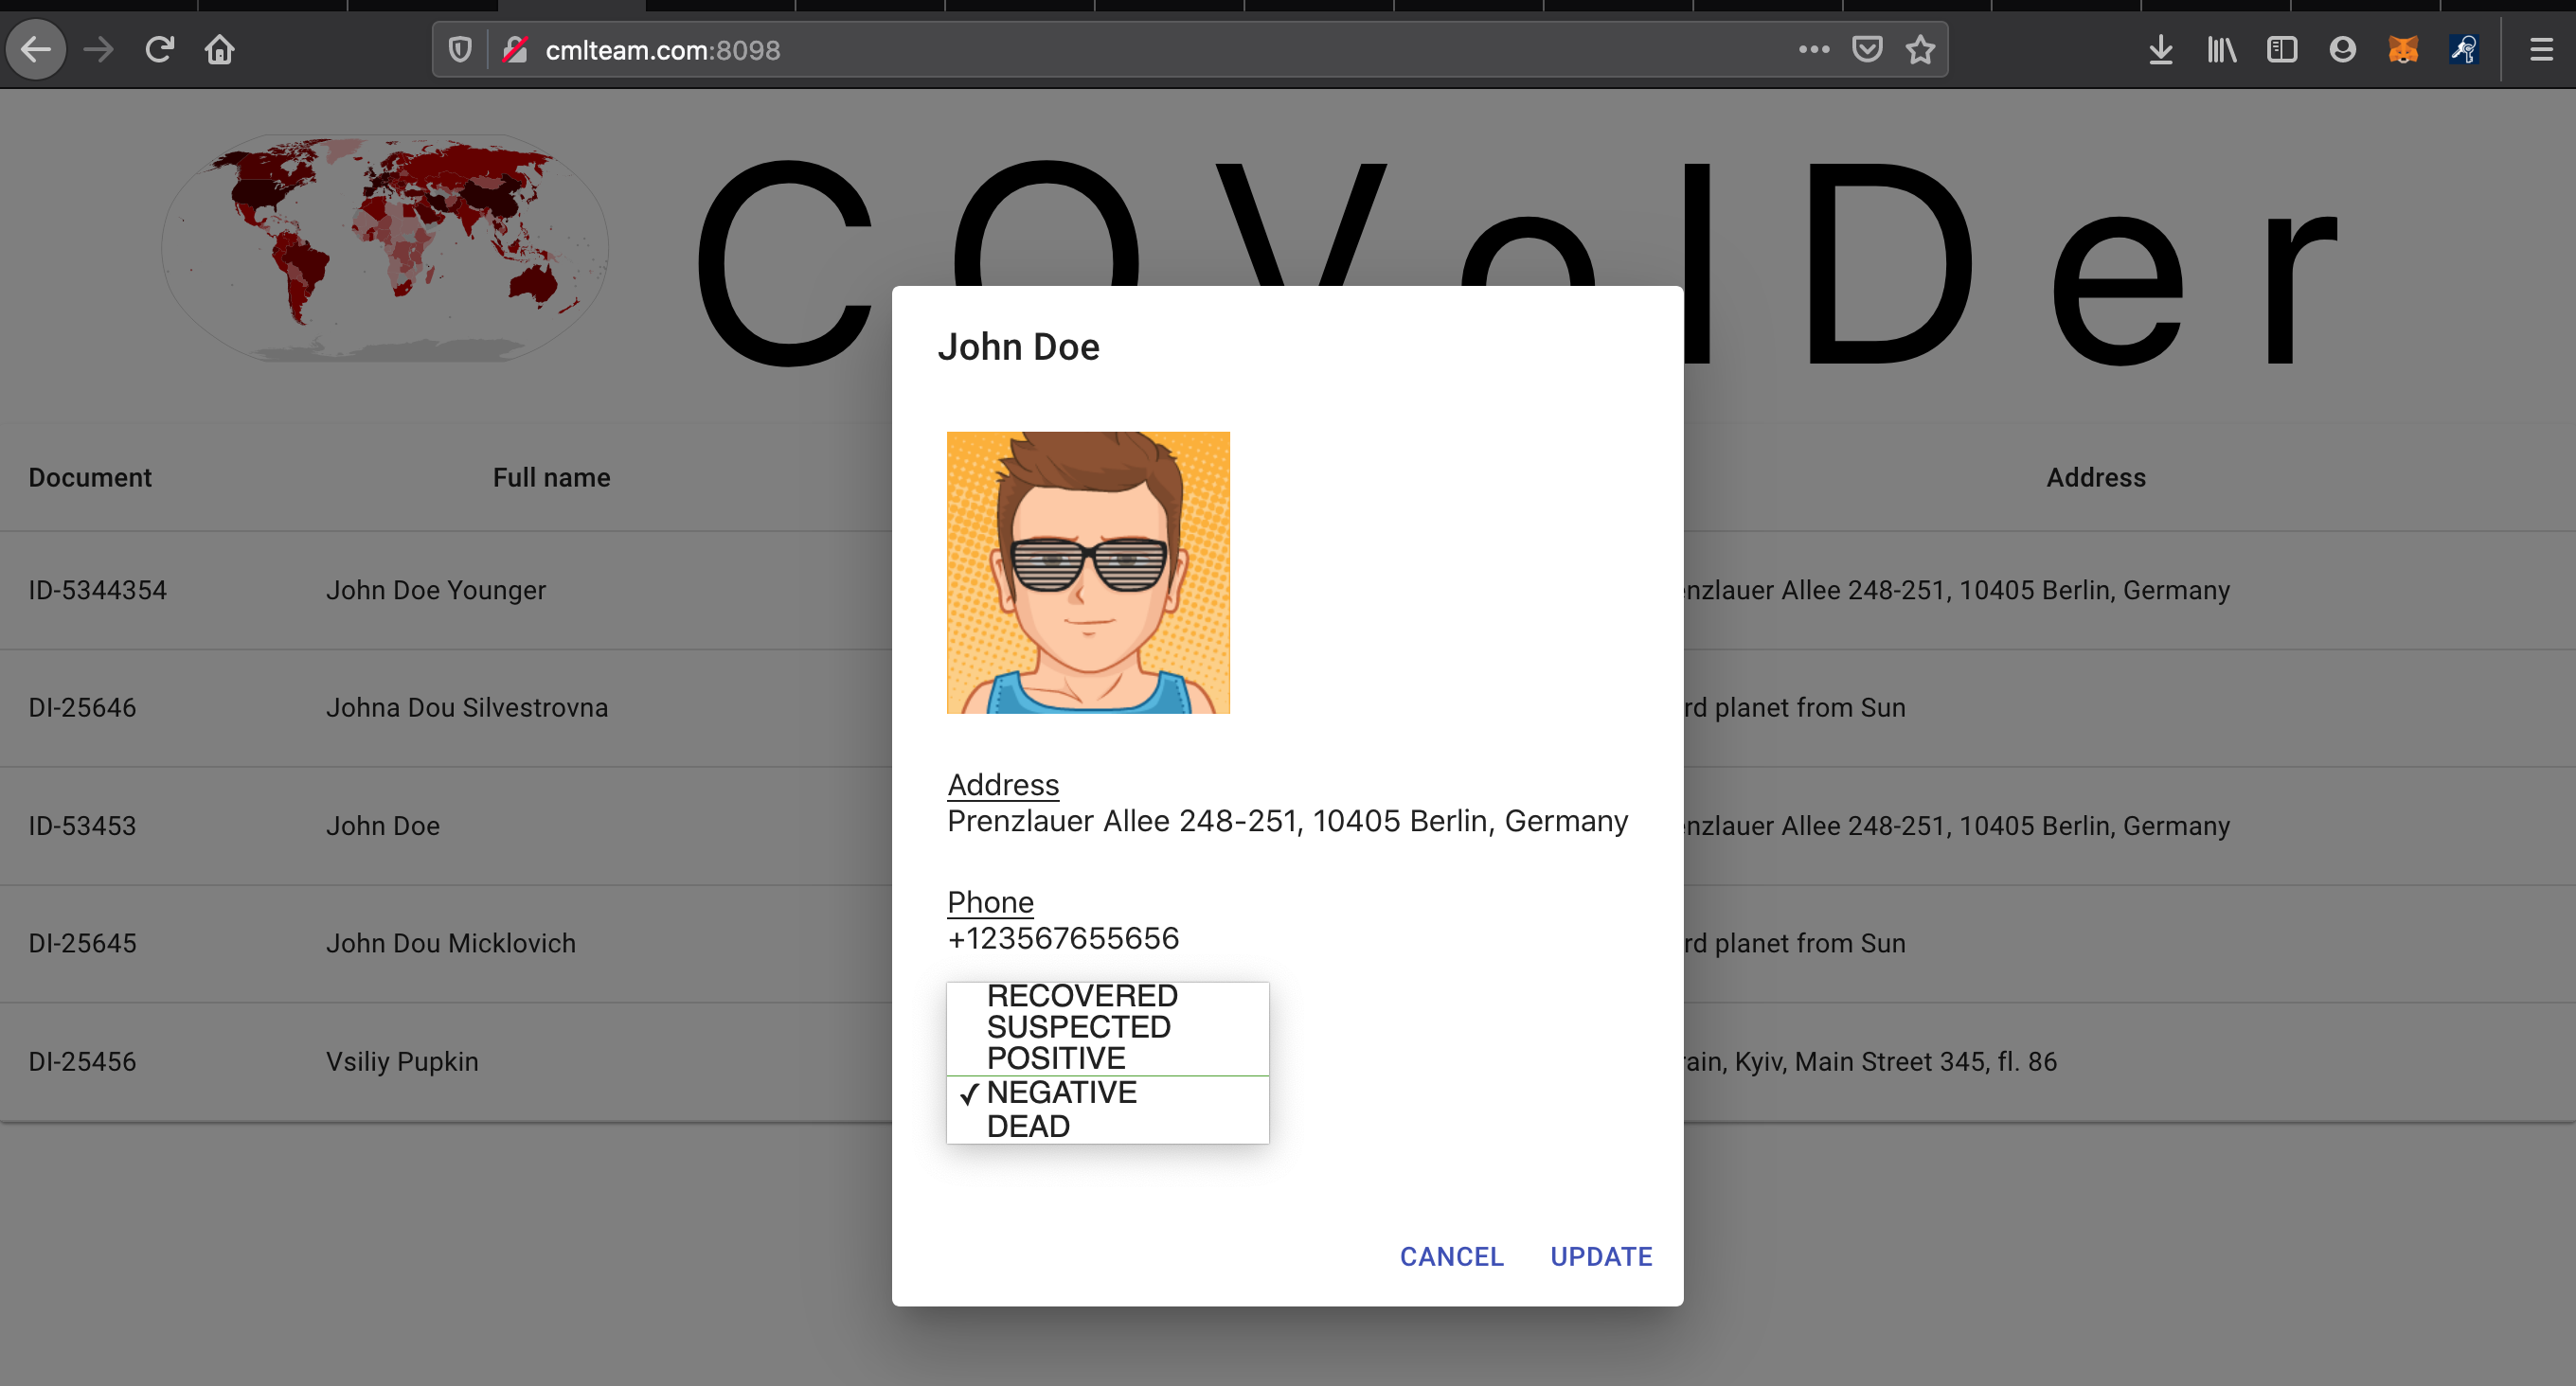 cmlteam.com:8098
COVoIDer
John Doe
Document Full name Address
ID-5344354 John Doe Younger nzlauer Allee 248-251, 10405 Berlin, Germany
DI-25646 Johna Dou Silvestrovna rd planet from Sun
ID-53453 John Doe nzlauer Allee 248-251, 10405 Berlin, Germany
DI-25645 John Dou Micklovich rd planet from Sun
DI-25456 Vsiliy Pupkin rain, Kyiv, Main Street 345, fl. 86
Address
Prenzlauer Allee 248-251, 10405 Berlin, Germany
Phone
+123567655656
RECOVERED
SUSPECTED
POSITIVE
✓ NEGATIVE
DEAD
CANCEL UPDATE